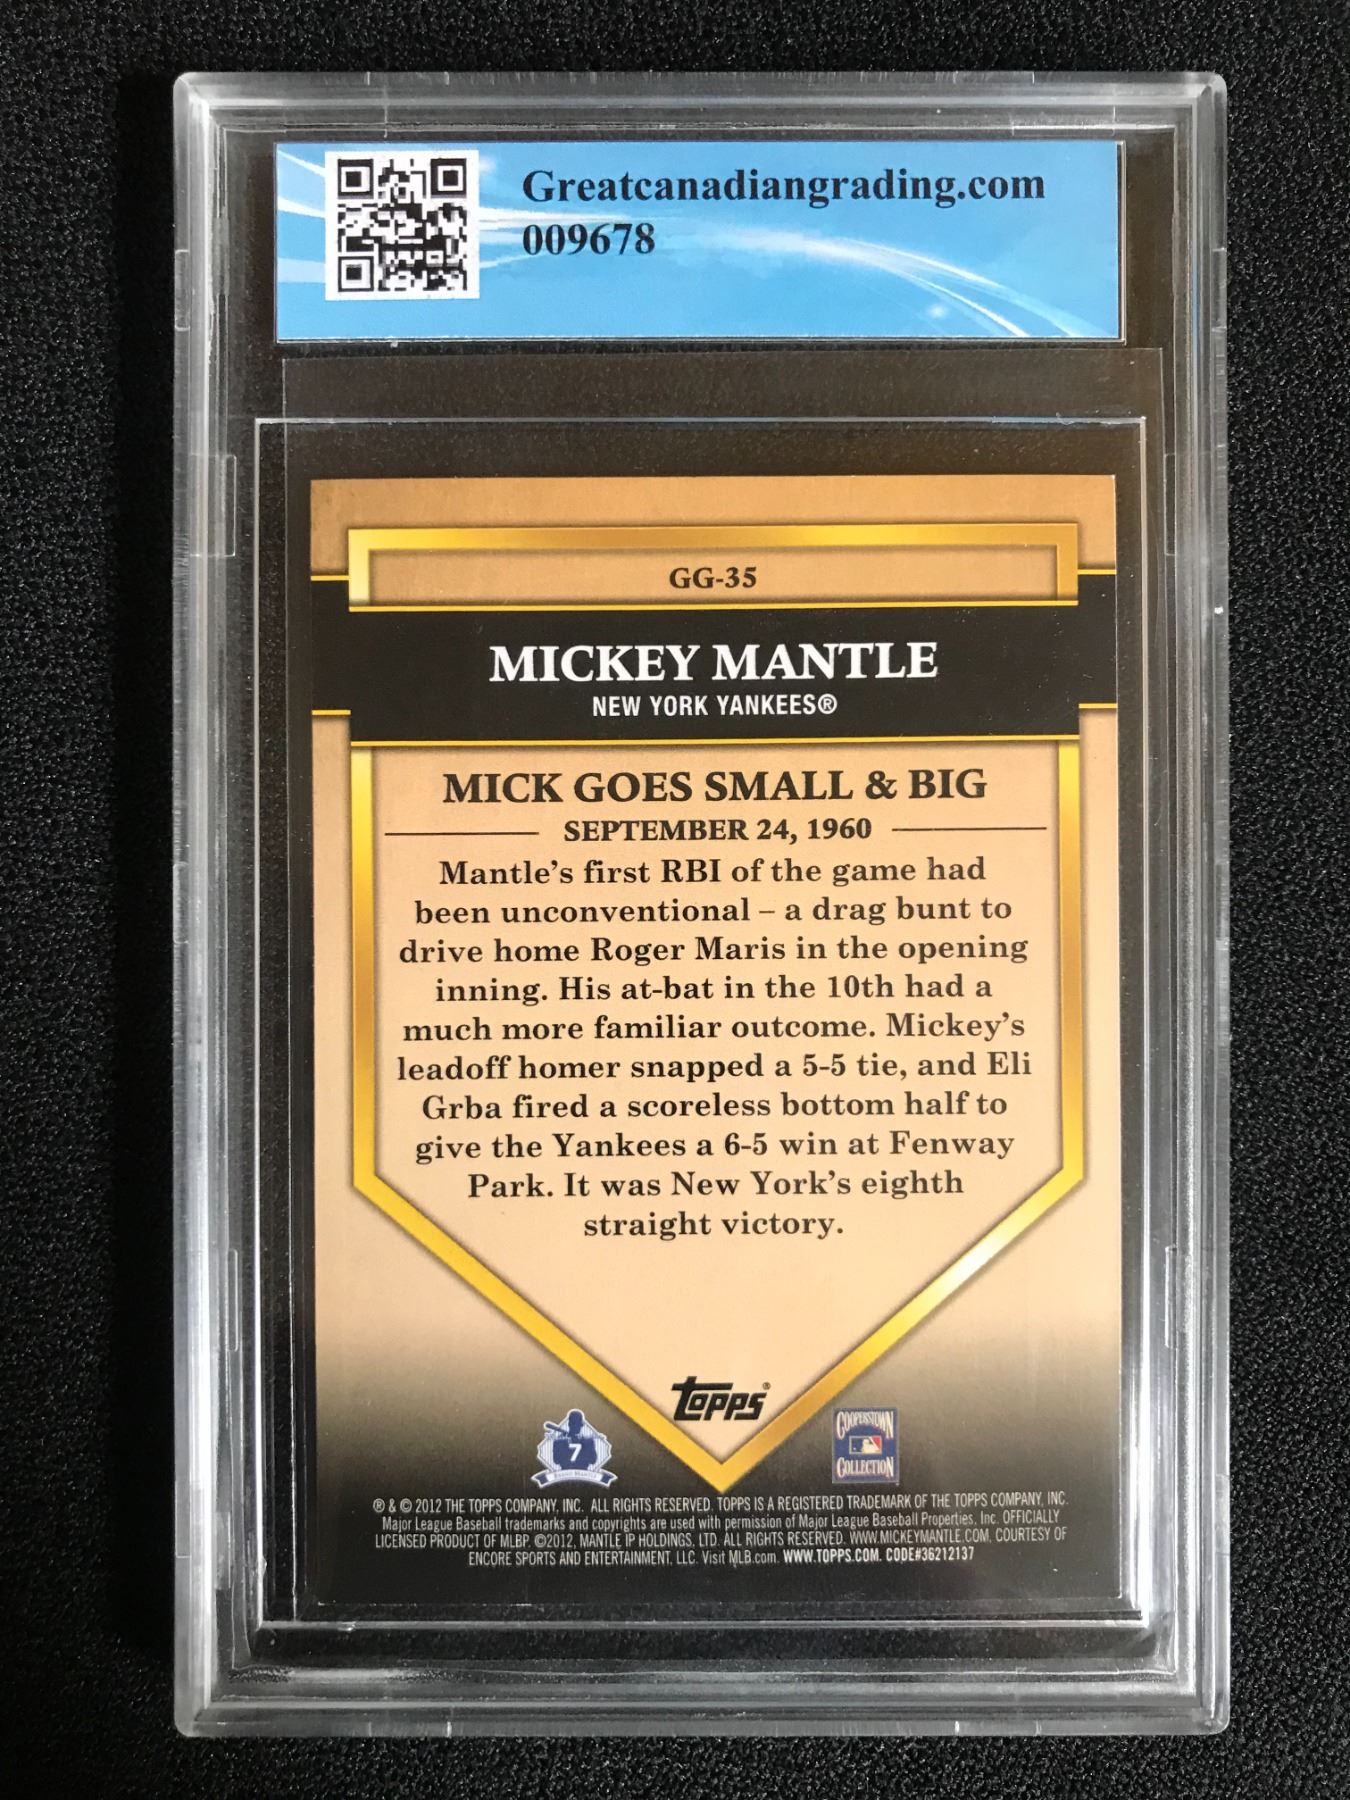 Greatcanadiangrading.com
009678
GG-35
MICKEY MANTLE
NEW YORK YANKEES®
MICK GOES SMALL & BIG
SEPTEMBER 24, 1960
Mantle's first RBI of the game had
been unconventional – a drag bunt to
drive home Roger Maris in the opening
inning. His at-bat in the 10th had a
much more familiar outcome. Mickey's
leadoff homer snapped a 5-5 tie, and Eli
Grba fired a scoreless bottom half to
give the Yankees a 6-5 win at Fenway
Park. It was New York's eighth
straight victory.
TOPPS®
7
COOPERSTOWN
COLLECTION
® & © 2012 THE TOPPS COMPANY, INC. ALL RIGHTS RESERVED. TOPPS IS A REGISTERED TRADEMARK OF THE TOPPS COMPANY, INC.
Major League Baseball trademarks and copyrights are used with permission of Major League Baseball Properties, Inc. OFFICIALLY
LICENSED PRODUCT OF MLBP. ©2012, MANTLE IP HOLDINGS, LTD. ALL RIGHTS RESERVED. WWW.MICKEYMANTLE.COM. COURTESY OF
ENCORE SPORTS AND ENTERTAINMENT, LLC. Visit MLB.com. WWW.TOPPS.COM. CODE#36212137